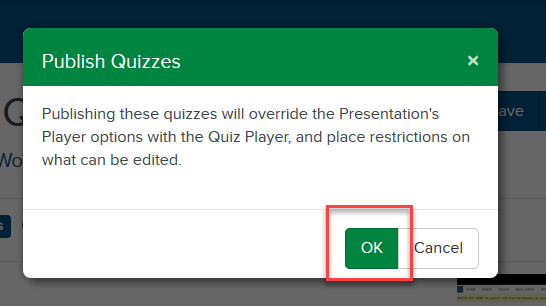 Publish Quizzes ×
Publishing these quizzes will override the Presentation's
Player options with the Quiz Player, and place restrictions on
what can be edited.
OK Cancel